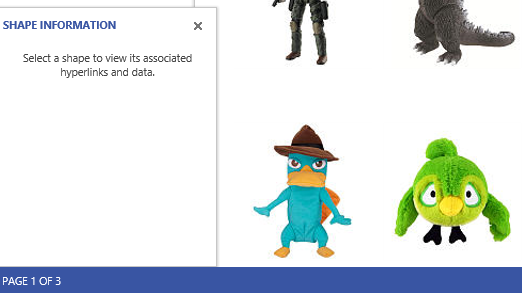 SHAPE INFORMATION
Select a shape to view its associated
hyperlinks and data.
PAGE 1 OF 3